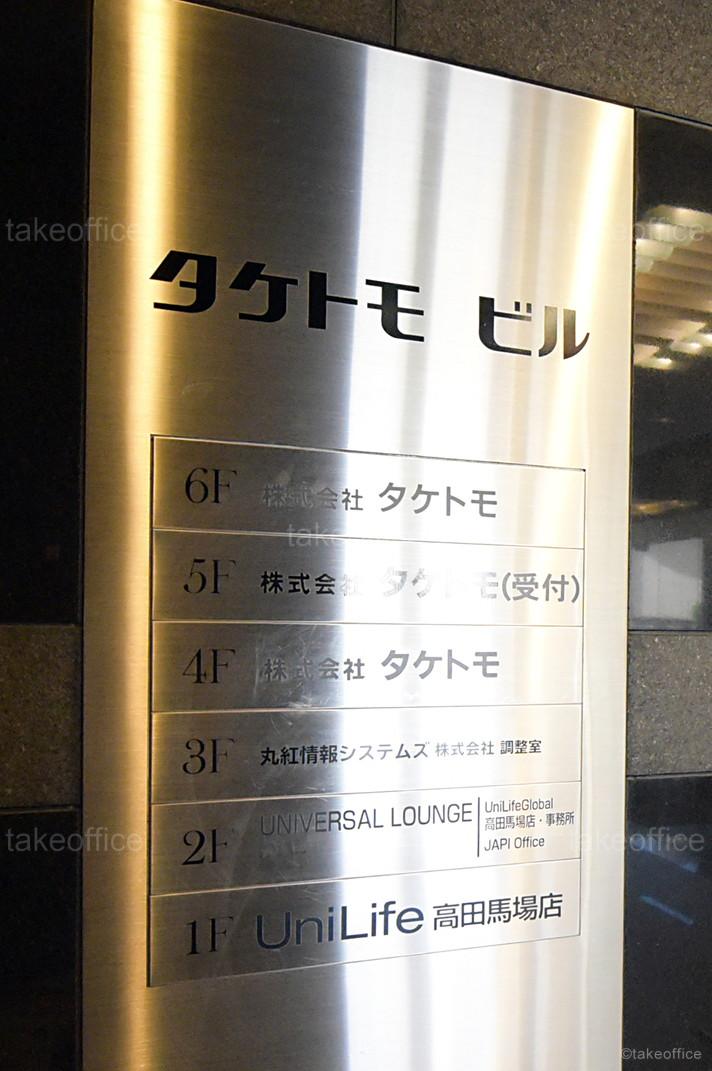 タケトモ ビル
6F 株式会社 タケトモ
5F 株式会社 タケトモ(受付)
4F 株式会社 タケトモ
3F 丸紅情報システムズ 株式会社 調整室
2F UNIVERSAL LOUNGE
UniLifeGlobal
高田馬場店・事務所
JAPI Office
1F UniLife 高田馬場店
takeoffice
takeoffice
takeoffice
takeoffice
takeoffice
©takeoffice